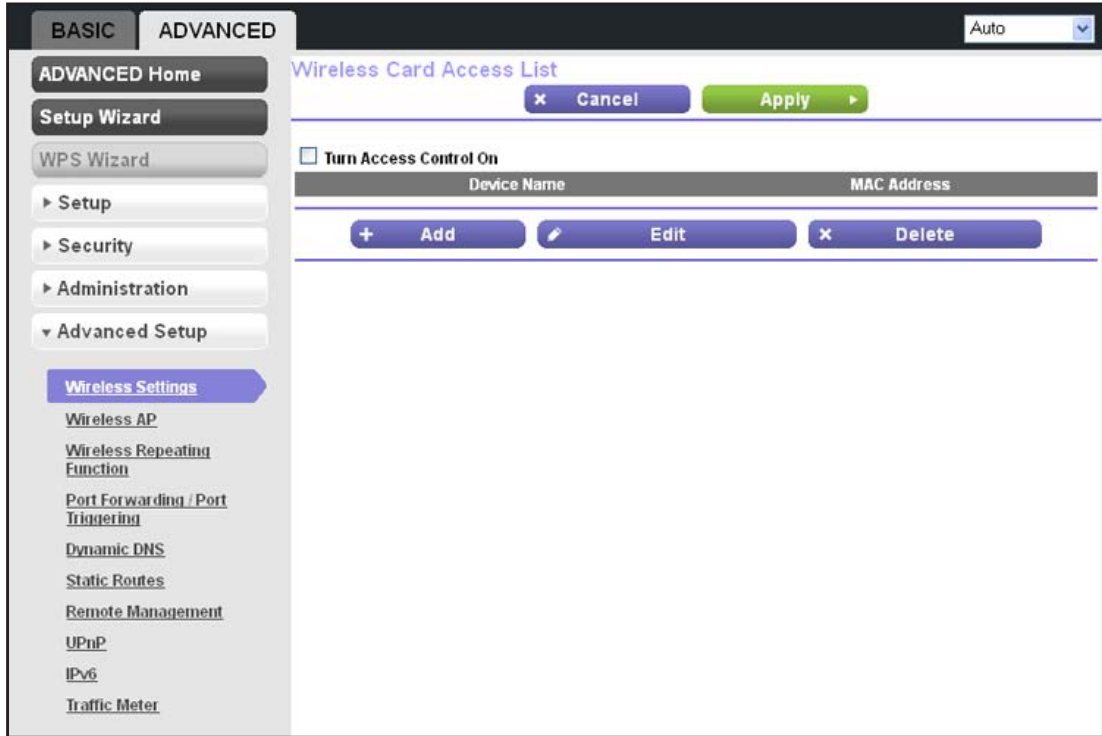 BASIC
ADVANCED
Auto
ADVANCED Home
Setup Wizard
WPS Wizard
Setup
Security
Administration
Advanced Setup
Wireless Settings
Wireless AP
Wireless Repeating
Function
Port Forwarding / Port
Triggering
Dynamic DNS
Static Routes
Remote Management
UPnP
IPv6
Traffic Meter
Wireless Card Access List
Cancel
Apply
Turn Access Control On
Device Name
MAC Address
Add
Edit
Delete